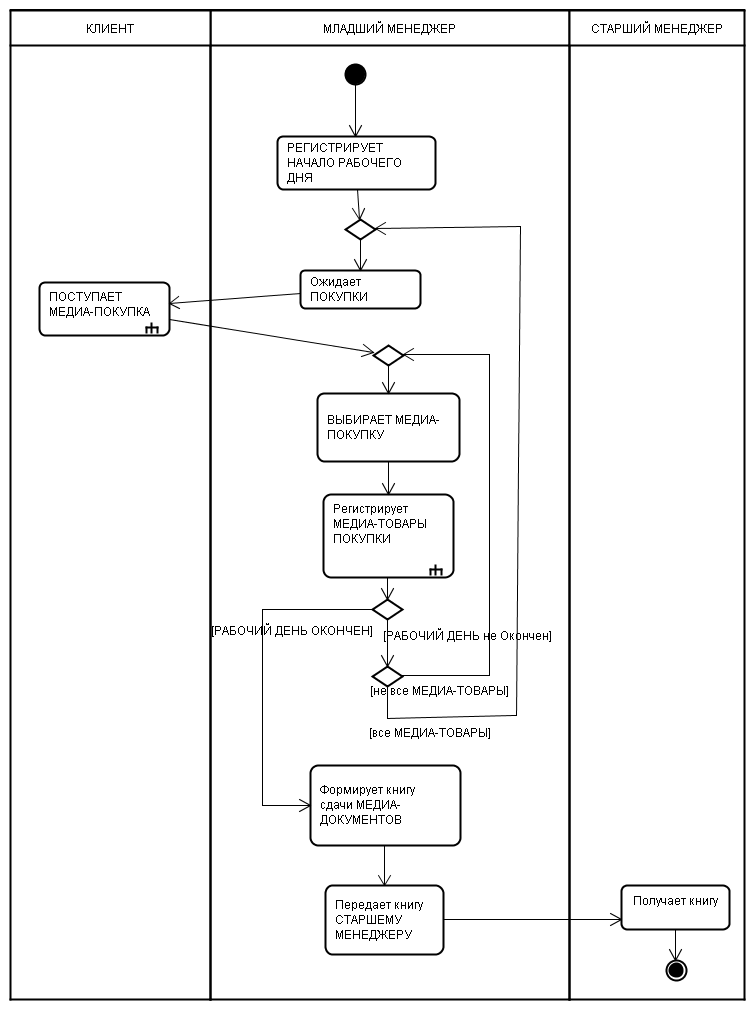 КЛИЕНТ
МЛАДШИЙ МЕНЕДЖЕР
СТАРШИЙ МЕНЕДЖЕР
РЕГИСТРИРУЕТ
НАЧАЛО РАБОЧЕГО
ДНЯ
Ожидает
ПОКУПКИ
ПОСТУПАЕТ
МЕДИА-ПОКУПКА
ВЫБИРАЕТ МЕДИА-
ПОКУПКУ
Регистрирует
МЕДИА-ТОВАРЫ
ПОКУПКИ
[РАБОЧИЙ ДЕНЬ ОКОНЧЕН]
[РАБОЧИЙ ДЕНЬ не Окончен]
[не все МЕДИА-ТОВАРЫ]
[все МЕДИА-ТОВАРЫ]
Формирует книгу
сдачи МЕДИА-
ДОКУМЕНТОВ
Передает книгу
СТАРШЕМУ
МЕНЕДЖЕРУ
Получает книгу